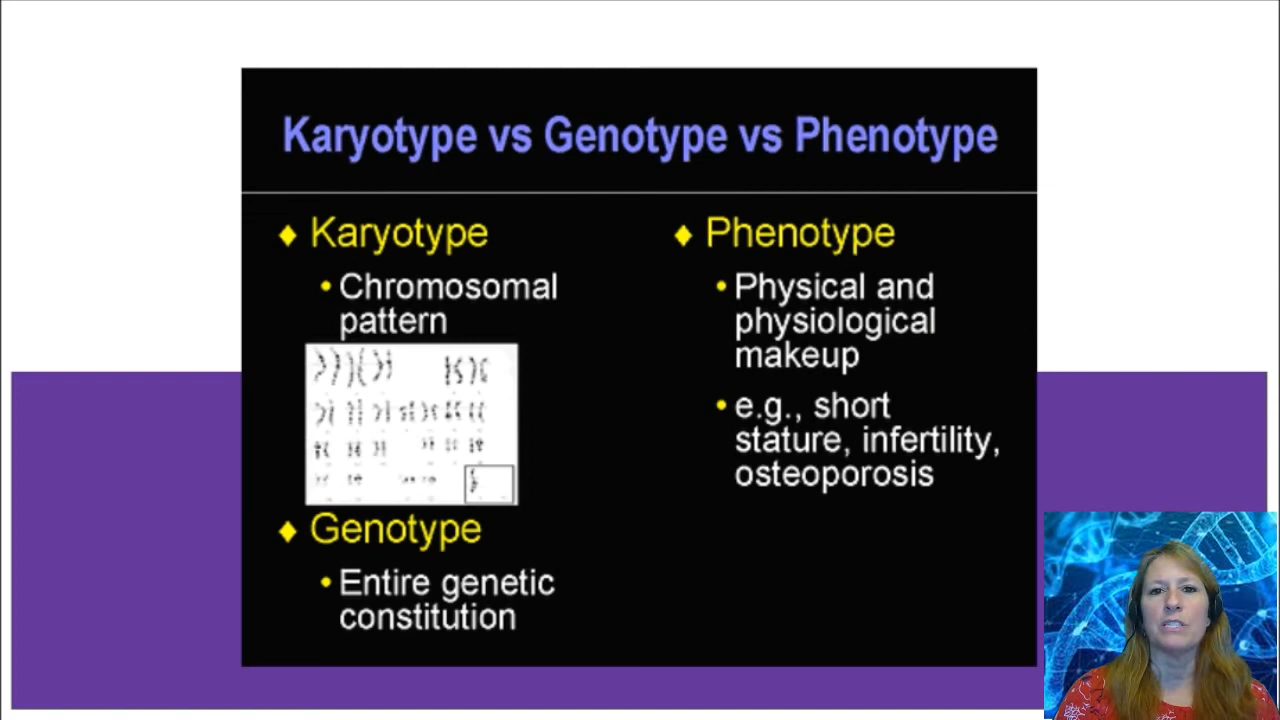 Karyotype vs Genotype vs Phenotype
♦ Karyotype
• Chromosomal
pattern
♦ Genotype
• Entire genetic
constitution
♦ Phenotype
• Physical and
physiological
makeup
• e.g., short
stature, infertility,
osteoporosis